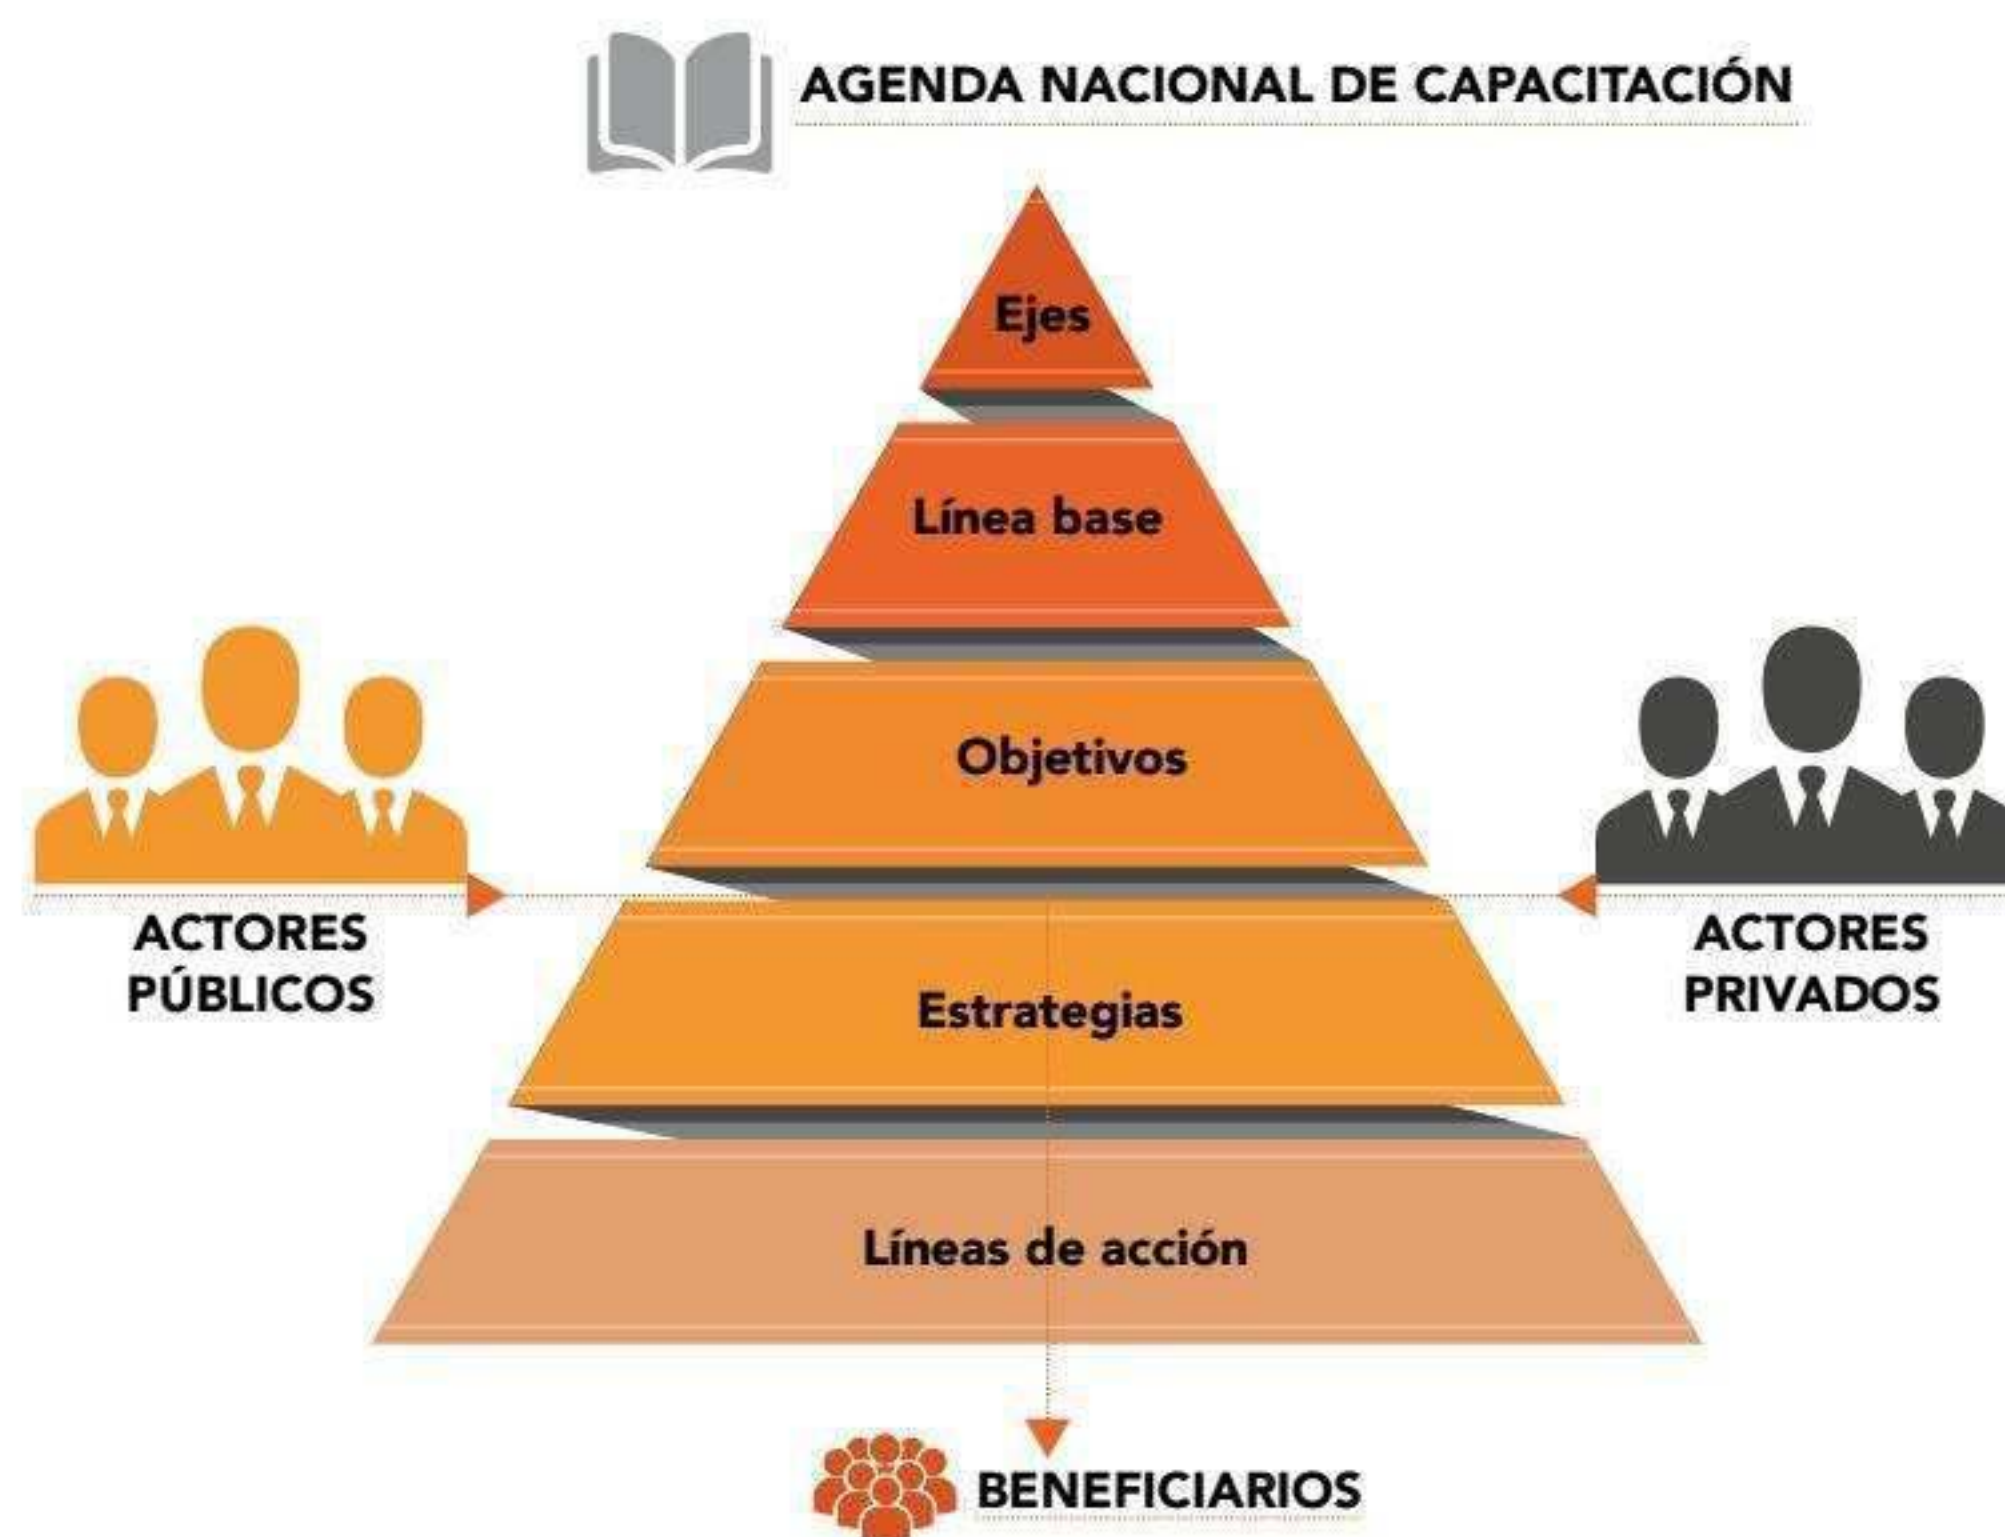 AGENDA NACIONAL DE CAPACITACIÓN
Ejes
Línea base
Objetivos
ACTORES
PÚBLICOS
ACTORES
PRIVADOS
Estrategias
Líneas de acción
BENEFICIARIOS